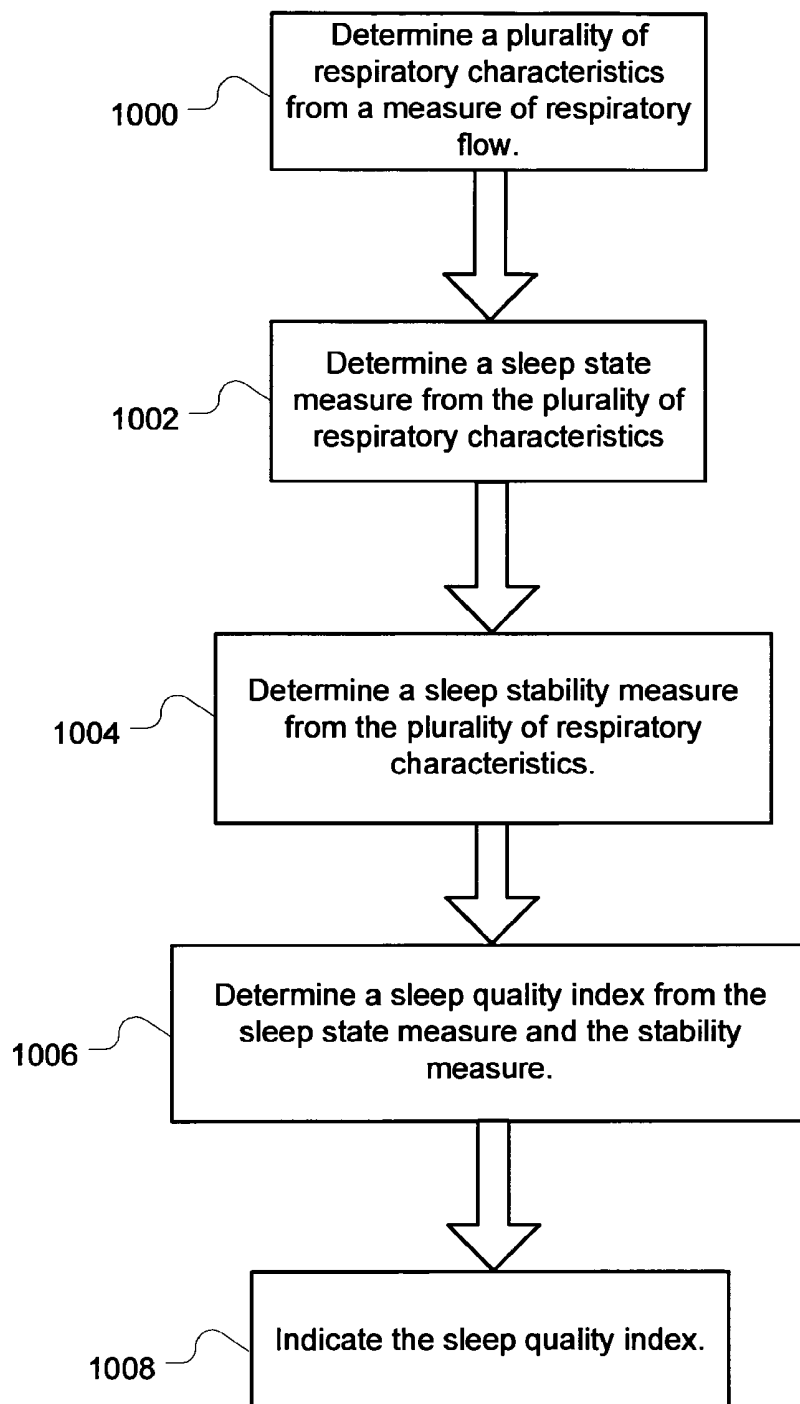 Determine a plurality of
respiratory characteristics
from a measure of respiratory
flow.
1000
Determine a sleep state
measure from the plurality of
respiratory characteristics
1002
Determine a sleep stability measure
from the plurality of respiratory
characteristics.
1004
Determine a sleep quality index from the
sleep state measure and the stability
measure.
1006
Indicate the sleep quality index.
1008